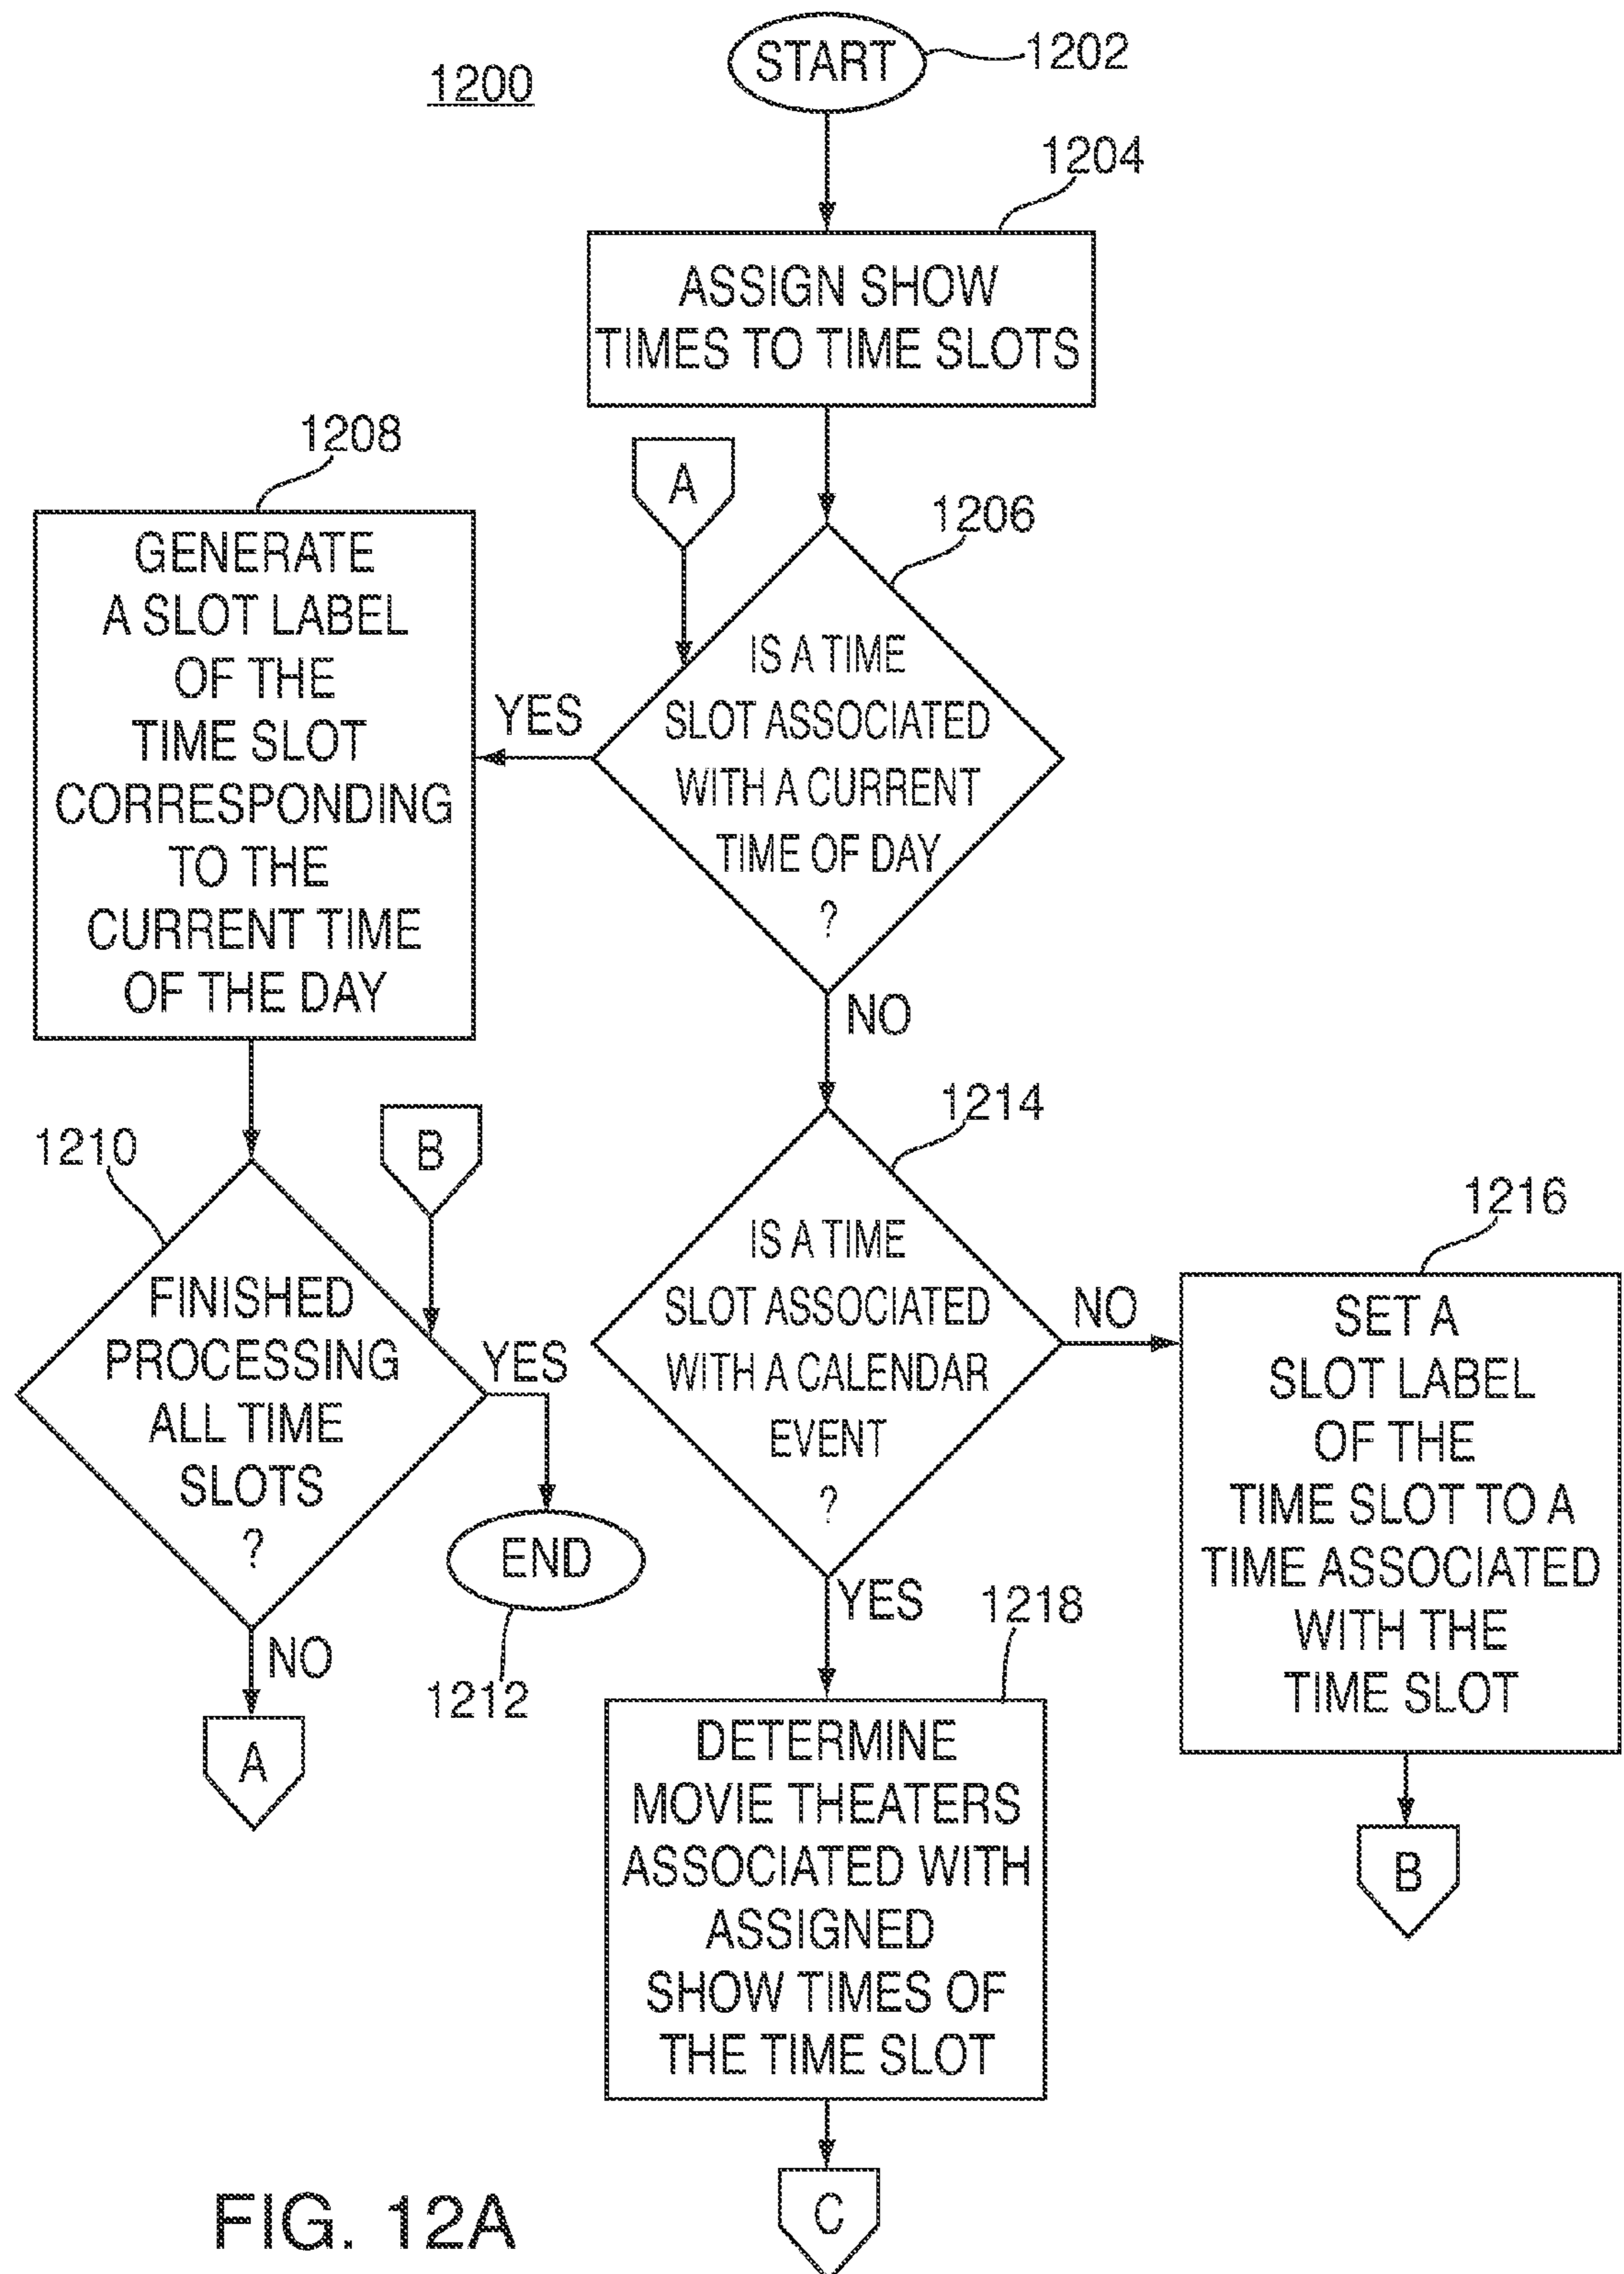 1200
START
1202
1204
ASSIGN SHOW
TIMES TO TIME SLOTS
A
1206
IS A TIME
SLOT ASSOCIATED
WITH A CURRENT
TIME OF DAY
?
YES
NO
1208
GENERATE
A SLOT LABEL
OF THE
TIME SLOT
CORRESPONDING
TO THE
CURRENT TIME
OF THE DAY
B
1210
FINISHED
PROCESSING
ALL TIME
SLOTS
?
YES
END
1212
NO
A
1214
IS A TIME
SLOT ASSOCIATED
WITH A CALENDAR
EVENT
?
NO
YES
1216
SET A
SLOT LABEL
OF THE
TIME SLOT TO A
TIME ASSOCIATED
WITH THE
TIME SLOT
B
1218
DETERMINE
MOVIE THEATERS
ASSOCIATED WITH
ASSIGNED
SHOW TIMES OF
THE TIME SLOT
C
FIG. 12A